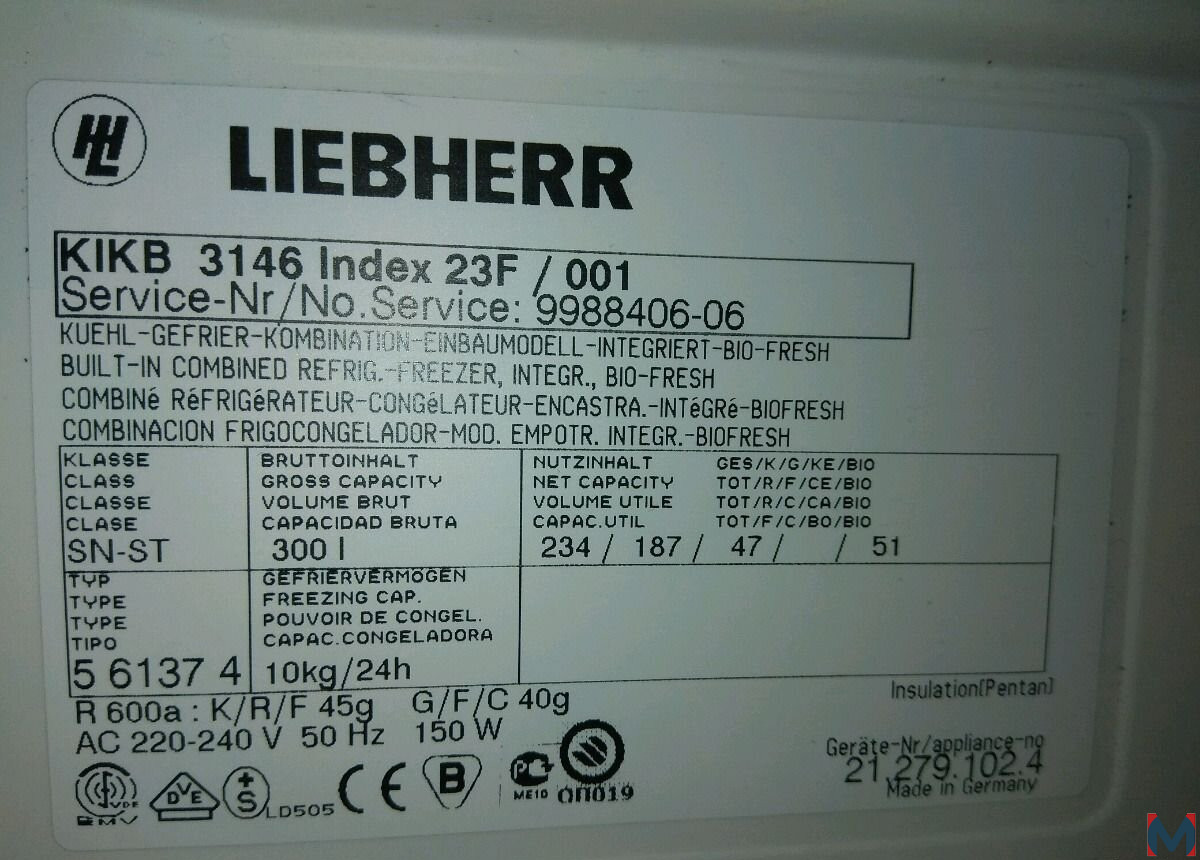 HL
LIEBHERR
KIKB 3146 Index 23F / 001
Service-Nr/No.Service: 9988406-06
KUEHL-GEFRIER-KOMBINATION-EINBAUMODELL-INTEGRIERT-BIO-FRESH
BUILT-IN COMBINED REFRIG.-FREEZER, INTEGR., BIO-FRESH
COMBINé RéFRIGéRATEUR-CONGéLATEUR-ENCASTRA.-INTéGRé-BIOFRESH
COMBINACION FRIGOCONGELADOR-MOD. EMPOTR. INTEGR.-BIOFRESH
KLASSE BRUTTOINHALT NUTZINHALT GES/K/G/KE/BIO
CLASS GROSS CAPACITY NET CAPACITY TOT/R/F/CE/BIO
CLASSE VOLUME BRUT VOLUME UTILE TOT/R/C/CA/BIO
CLASE CAPACIDAD BRUTA CAPAC.UTIL TOT/F/C/BO/BIO
SN-ST 300 l 234 / 187 / 47 / / 51
TYP GEFRIERVERMÖGEN
TYPE FREEZING CAP.
TYPE POUVOIR DE CONGEL.
TIPO CAPAC.CONGELADORA
5 6137 4 10kg/24h
Insulation(Pentan)
R 600a : K/R/F 45g G/F/C 40g
AC 220-240 V 50 Hz 150 W
Geräte-Nr/appliance-no
21.279.102.4
Made in Germany
VDE EMV DVE +S LD505 CE B PC ME10 ОП019
M